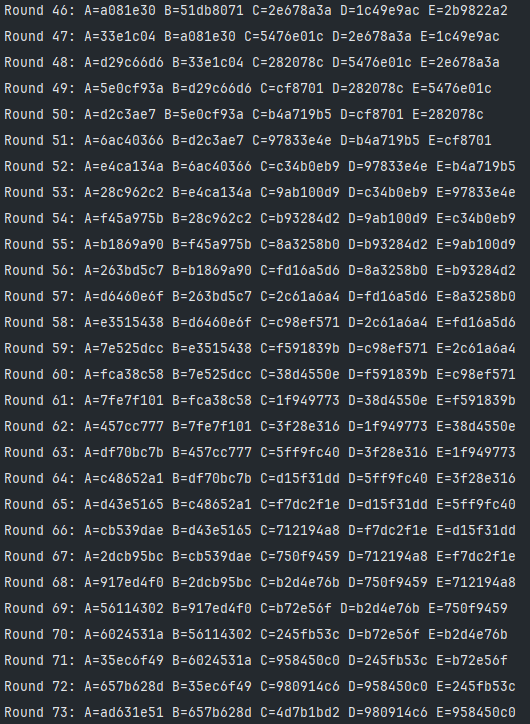 Round 46: A=a081e30 B=51db8071 C=2e678a3a D=1c49e9ac E=2b9822a2
Round 47: A=33e1c04 B=a081e30 C=5476e01c D=2e678a3a E=1c49e9ac
Round 48: A=d29c66d6 B=33e1c04 C=282078c D=5476e01c E=2e678a3a
Round 49: A=5e0cf93a B=d29c66d6 C=cf8701 D=282078c E=5476e01c
Round 50: A=d2c3ae7 B=5e0cf93a C=b4a719b5 D=cf8701 E=282078c
Round 51: A=6ac40366 B=d2c3ae7 C=97833e4e D=b4a719b5 E=cf8701
Round 52: A=e4ca134a B=6ac40366 C=c34b0eb9 D=97833e4e E=b4a719b5
Round 53: A=28c962c2 B=e4ca134a C=9ab100d9 D=c34b0eb9 E=97833e4e
Round 54: A=f45a975b B=28c962c2 C=b93284d2 D=9ab100d9 E=c34b0eb9
Round 55: A=b1869a90 B=f45a975b C=8a3258b0 D=b93284d2 E=9ab100d9
Round 56: A=263bd5c7 B=b1869a90 C=fd16a5d6 D=8a3258b0 E=b93284d2
Round 57: A=d6460e6f B=263bd5c7 C=2c61a6a4 D=fd16a5d6 E=8a3258b0
Round 58: A=e3515438 B=d6460e6f C=c98ef571 D=2c61a6a4 E=fd16a5d6
Round 59: A=7e525dcc B=e3515438 C=f591839b D=c98ef571 E=2c61a6a4
Round 60: A=fca38c58 B=7e525dcc C=38d4550e D=f591839b E=c98ef571
Round 61: A=7fe7f101 B=fca38c58 C=1f949773 D=38d4550e E=f591839b
Round 62: A=457cc777 B=7fe7f101 C=3f28e316 D=1f949773 E=38d4550e
Round 63: A=df70bc7b B=457cc777 C=5ff9fc40 D=3f28e316 E=1f949773
Round 64: A=c48652a1 B=df70bc7b C=d15f31dd D=5ff9fc40 E=3f28e316
Round 65: A=d43e5165 B=c48652a1 C=f7dc2f1e D=d15f31dd E=5ff9fc40
Round 66: A=cb539dae B=d43e5165 C=712194a8 D=f7dc2f1e E=d15f31dd
Round 67: A=2dcb95bc B=cb539dae C=750f9459 D=712194a8 E=f7dc2f1e
Round 68: A=917ed4f0 B=2dcb95bc C=b2d4e76b D=750f9459 E=712194a8
Round 69: A=56114302 B=917ed4f0 C=b72e56f D=b2d4e76b E=750f9459
Round 70: A=6024531a B=56114302 C=245fb53c D=b72e56f E=b2d4e76b
Round 71: A=35ec6f49 B=6024531a C=958450c0 D=245fb53c E=b72e56f
Round 72: A=657b628d B=35ec6f49 C=980914c6 D=958450c0 E=245fb53c
Round 73: A=ad631e51 B=657b628d C=4d7b1bd2 D=980914c6 E=958450c0